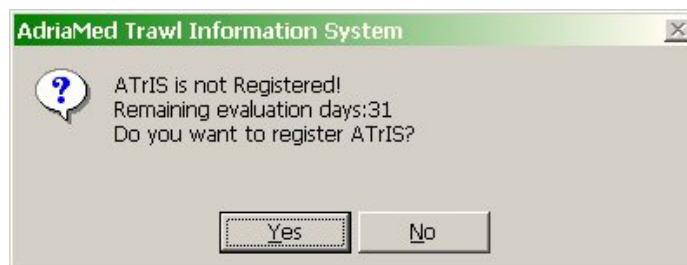 AdriaMed Trawl Information System
ATrIS is not Registered!
Remaining evaluation days:31
Do you want to register ATrIS?
Yes No